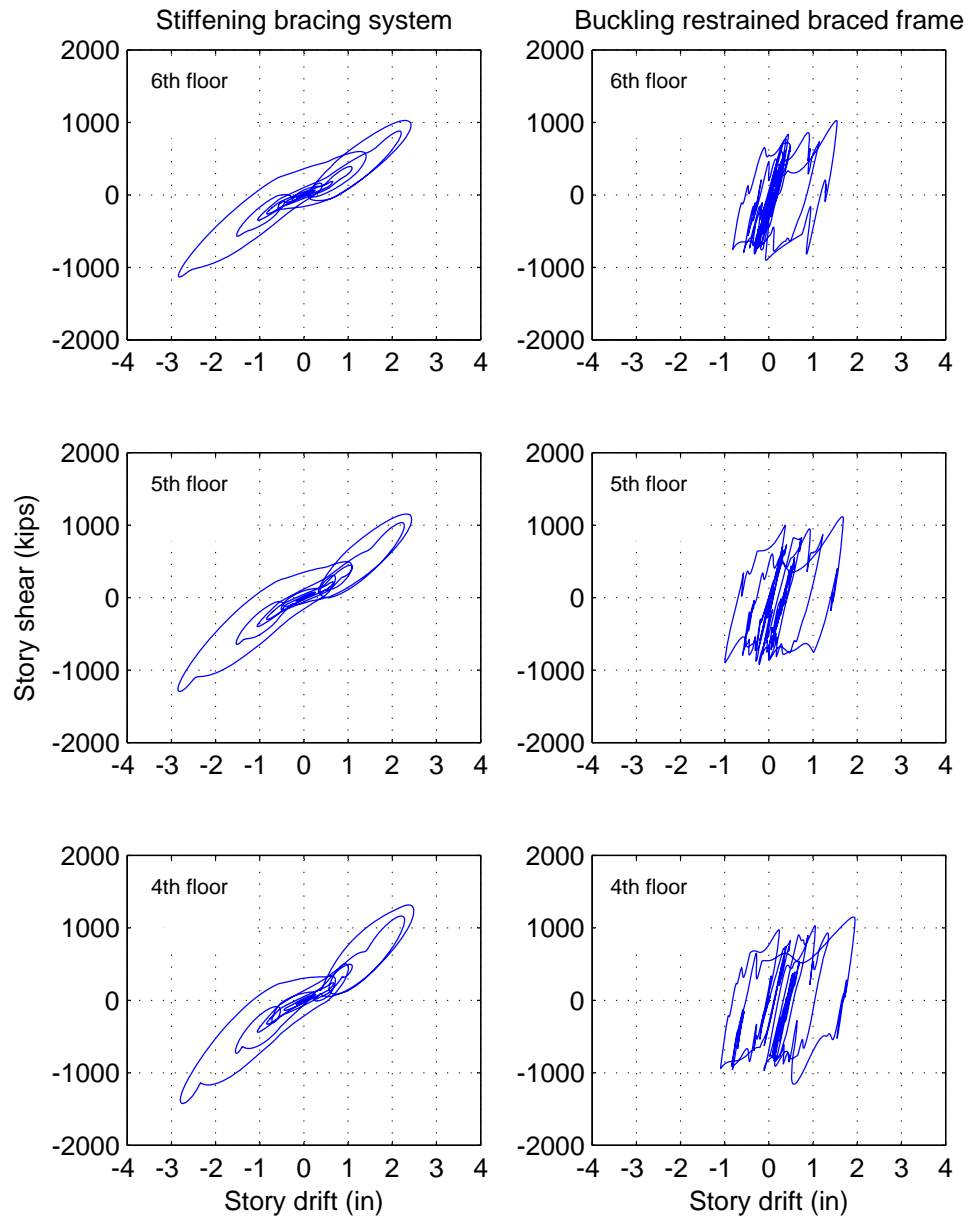 Stiffening bracing system
Buckling restrained braced frame
2000
1000
0
-1000
-2000
6th floor
-4 -3 -2 -1 0 1 2 3 4
2000
1000
0
-1000
-2000
6th floor
-4 -3 -2 -1 0 1 2 3 4
Story shear (kips)
2000
1000
0
-1000
-2000
5th floor
-4 -3 -2 -1 0 1 2 3 4
2000
1000
0
-1000
-2000
5th floor
-4 -3 -2 -1 0 1 2 3 4
2000
1000
0
-1000
-2000
4th floor
-4 -3 -2 -1 0 1 2 3 4
Story drift (in)
2000
1000
0
-1000
-2000
4th floor
-4 -3 -2 -1 0 1 2 3 4
Story drift (in)